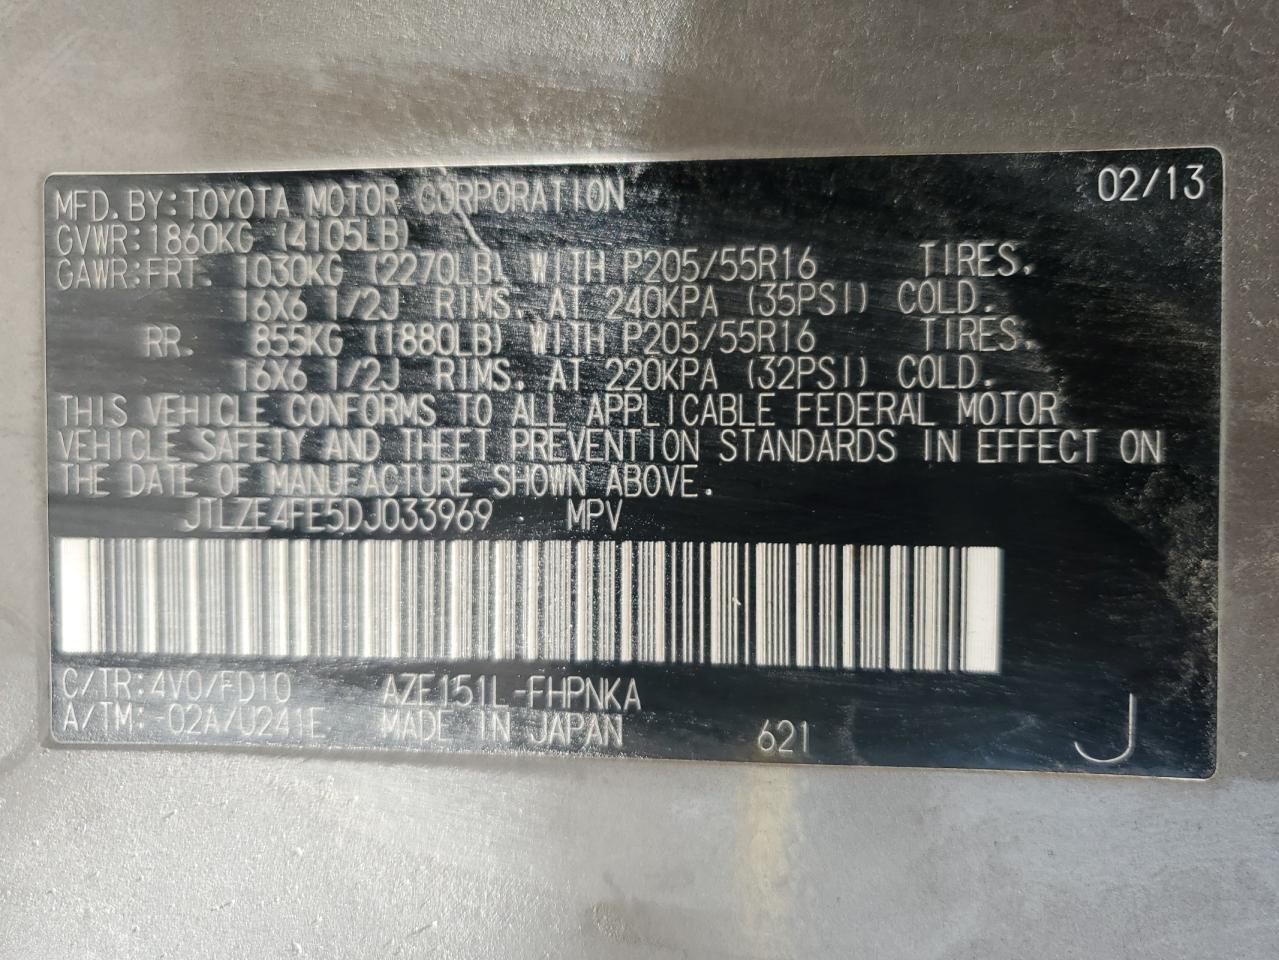 02/13
MFD. BY: TOYOTA MOTOR CORPORATION
GVWR: 1860KG (4105LB)
GAWR: FRT. 1030KG (2270LB) WITH P205/55R16 TIRES,
16X6 1/2J RIMS, AT 240KPA (35PSI) COLD.
RR. 855KG (1880LB) WITH P205/55R16 TIRES,
16X6 1/2J RIMS, AT 220KPA (32PSI) COLD.
THIS VEHICLE CONFORMS TO ALL APPLICABLE FEDERAL MOTOR
VEHICLE SAFETY AND THEFT PREVENTION STANDARDS IN EFFECT ON
THE DATE OF MANUFACTURE SHOWN ABOVE.
JTLZE4FE5DJ033969 MPV
C/TR: 4V0/FD10 AZE151L-FHPNKA
A/TM: -02A/U241E MADE IN JAPAN 621 J